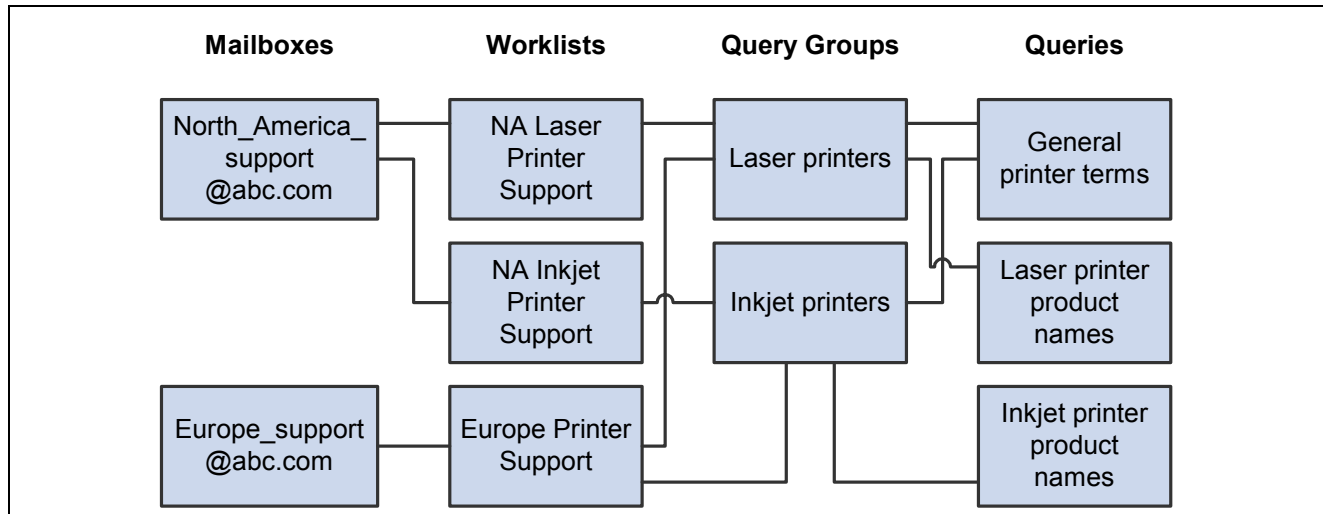 Mailboxes
Worklists
Query Groups
Queries
North_America_
support
@abc.com
NA Laser
Printer
Support
Laser printers
General
printer terms
NA Inkjet
Printer
Support
Inkjet printers
Laser printer
product
names
Europe_support
@abc.com
Europe Printer
Support
Inkjet printer
product
names